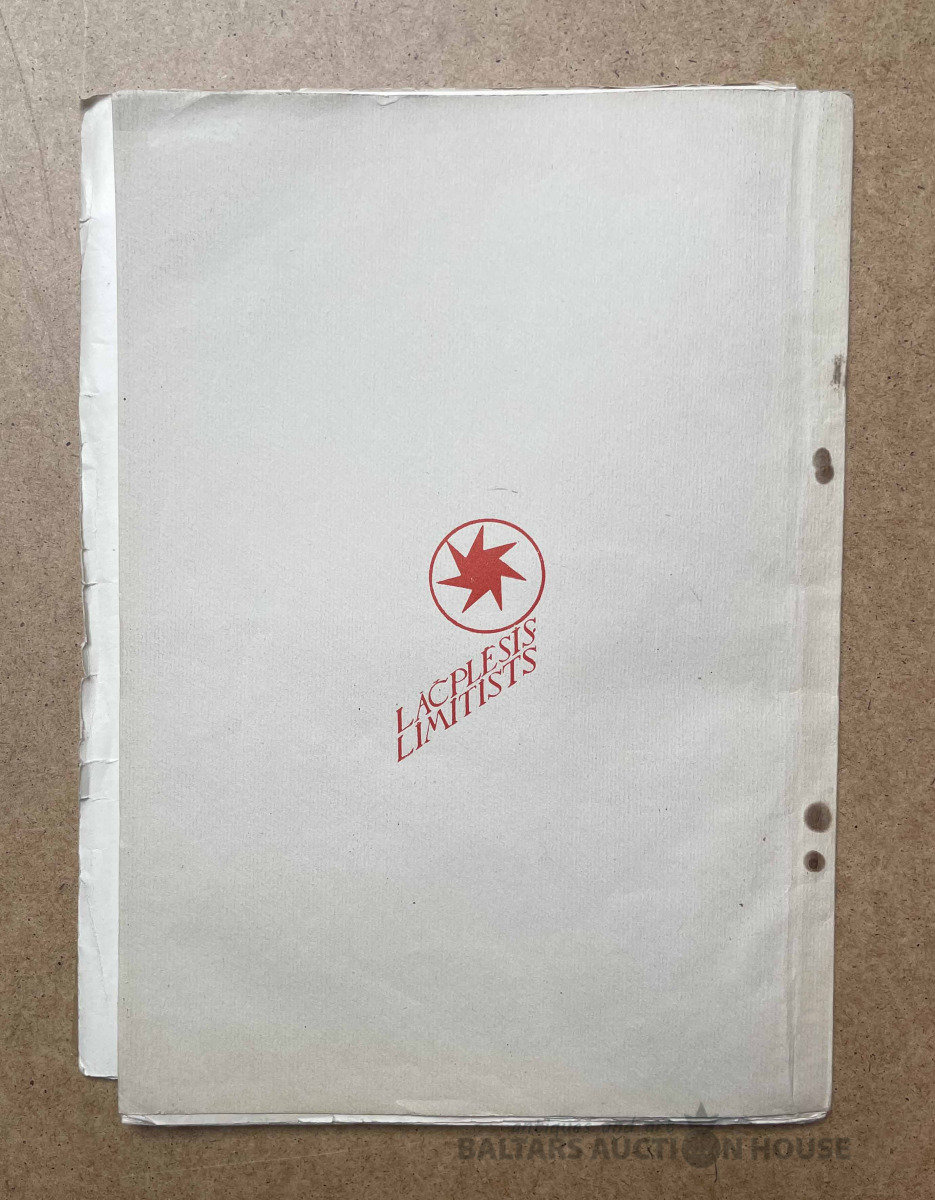 LĀČPLĒSIS
LIMITISTS
BALTARS AUCTION HOUSE